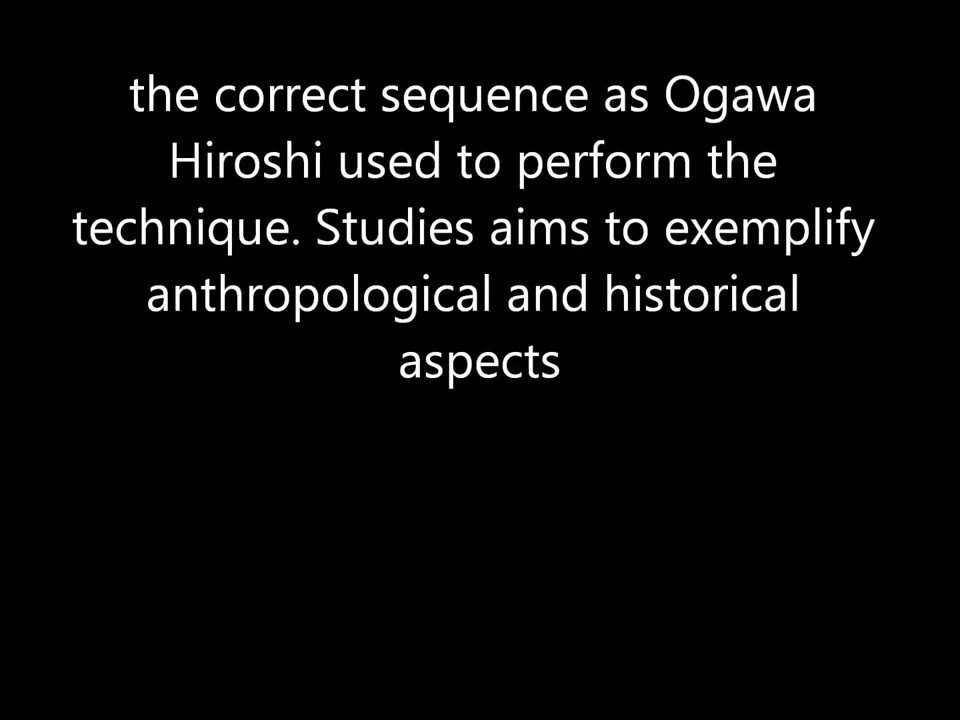 the correct sequence as Ogawa
Hiroshi used to perform the
technique. Studies aims to exemplify
anthropological and historical
aspects